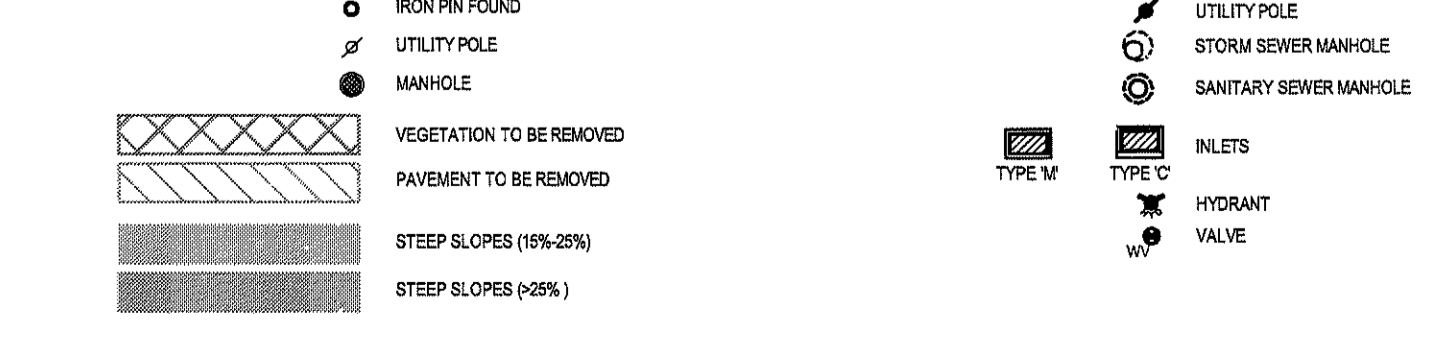 IRON PIN FOUND
UTILITY POLE
MANHOLE
VEGETATION TO BE REMOVED
PAVEMENT TO BE REMOVED
STEEP SLOPES (15%-25%)
STEEP SLOPES (>25% )
UTILITY POLE
STORM SEWER MANHOLE
SANITARY SEWER MANHOLE
INLETS
TYPE 'M' TYPE 'C'
HYDRANT
VALVE
WV